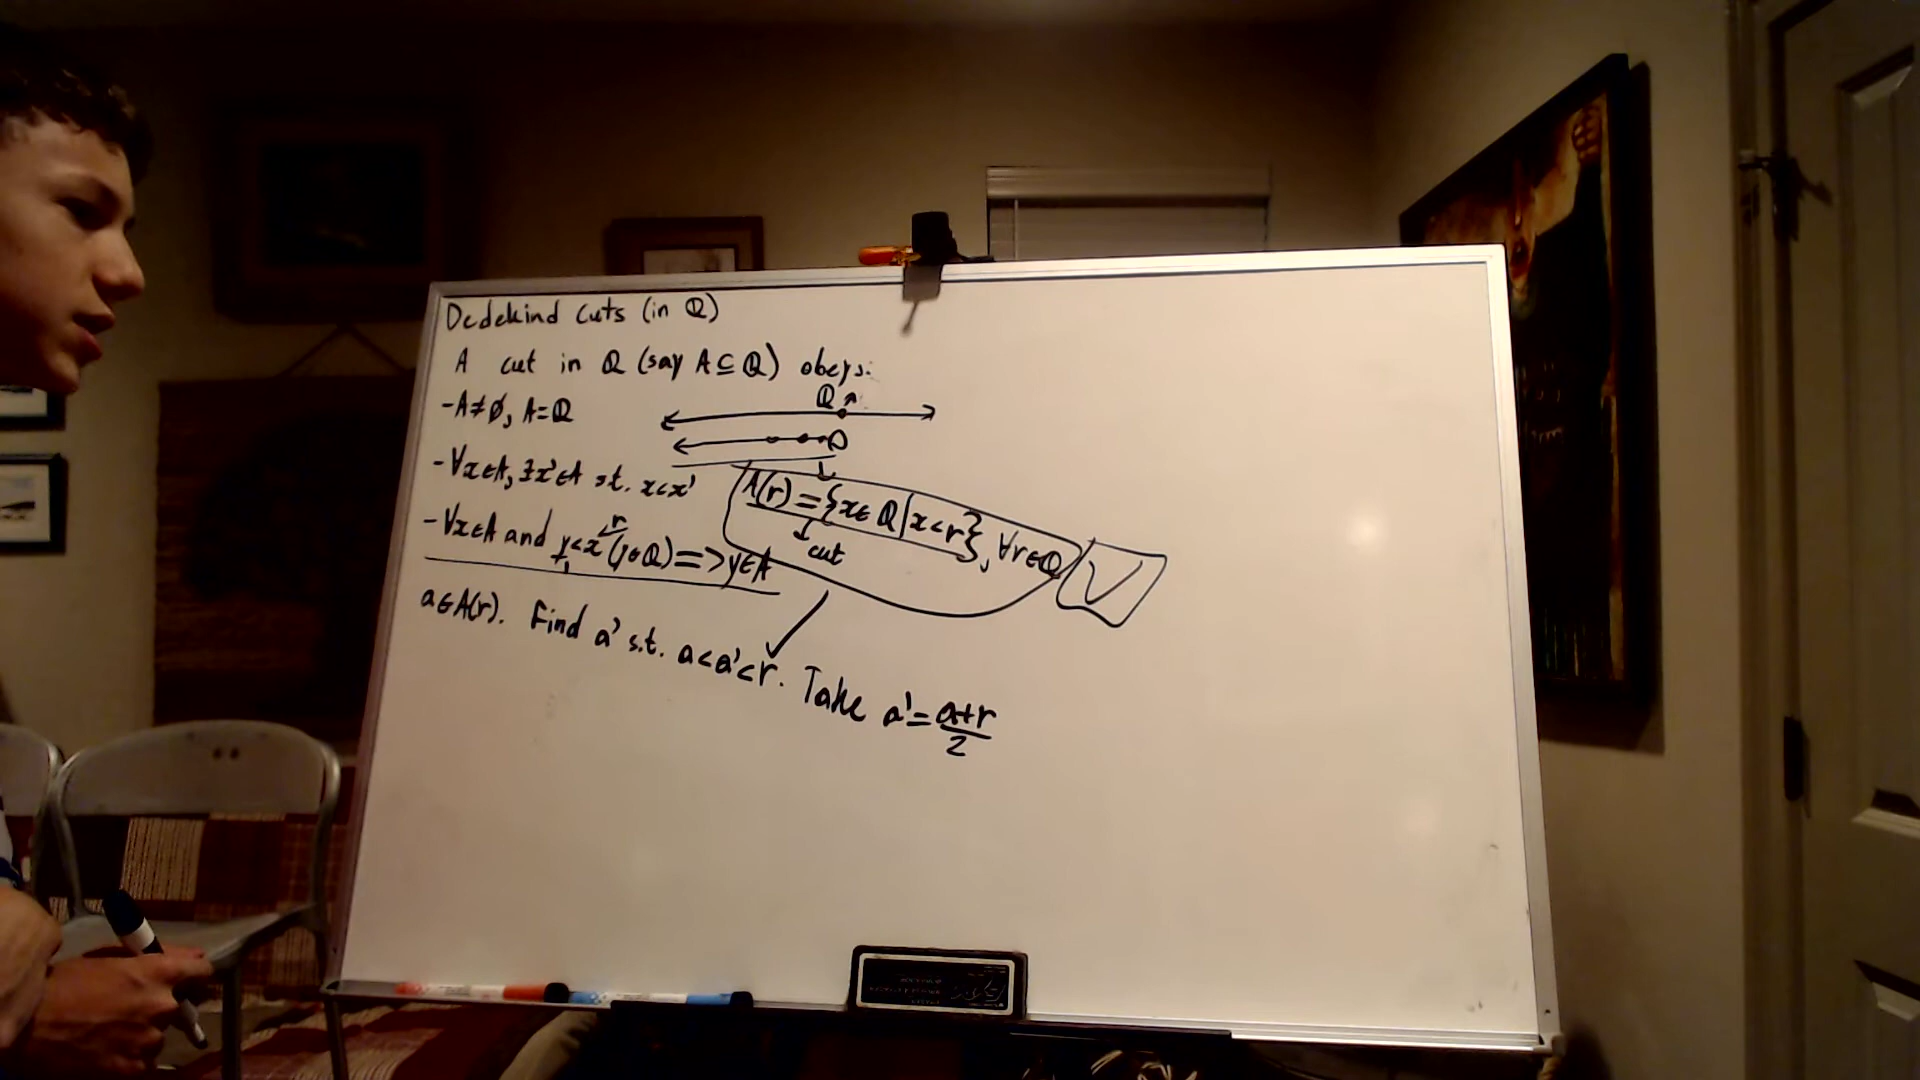 Dedekind cuts (in ℚ)
A cut in ℚ (say A ⊆ ℚ) obeys:
-A≠∅, A=ℚ
ℚ r
-∀x∈A, ∃x'∈A s.t. x<x'
A(r) = {x∈ℚ|x<r}, ∀r∈ℚ
cut
-∀x∈A and y<x<r (y∈ℚ) => y∈A
a∈A(r). Find a' s.t. a<a'<r. Take a' = (a+r)/2